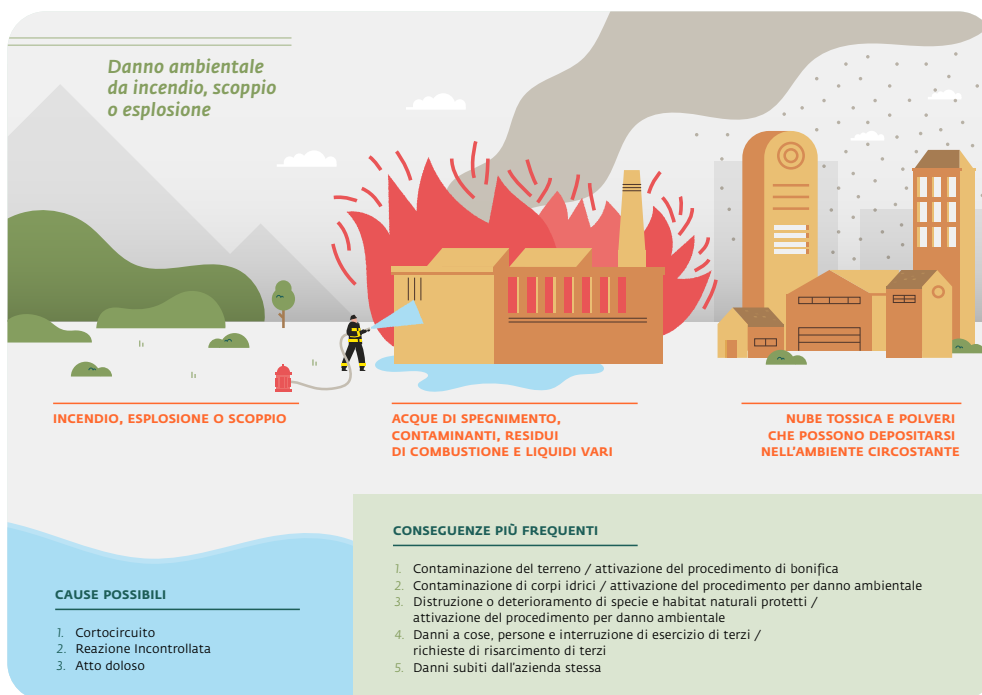 Danno ambientale
da incendio, scoppio
o esplosione
INCENDIO, ESPLOSIONE O SCOPPIO
ACQUE DI SPEGNIMENTO,
CONTAMINANTI, RESIDUI
DI COMBUSTIONE E LIQUIDI VARI
NUBE TOSSICA E POLVERI
CHE POSSONO DEPOSITARSI
NELL'AMBIENTE CIRCOSTANTE
CAUSE POSSIBILI
1. Cortocircuito
2. Reazione Incontrollata
3. Atto doloso
CONSEGUENZE PIÙ FREQUENTI
1. Contaminazione del terreno / attivazione del procedimento di bonifica
2. Contaminazione di corpi idrici / attivazione del procedimento per danno ambientale
3. Distruzione o deterioramento di specie e habitat naturali protetti /
attivazione del procedimento per danno ambientale
4. Danni a cose, persone e interruzione di esercizio di terzi /
richieste di risarcimento di terzi
5. Danni subiti dall'azienda stessa